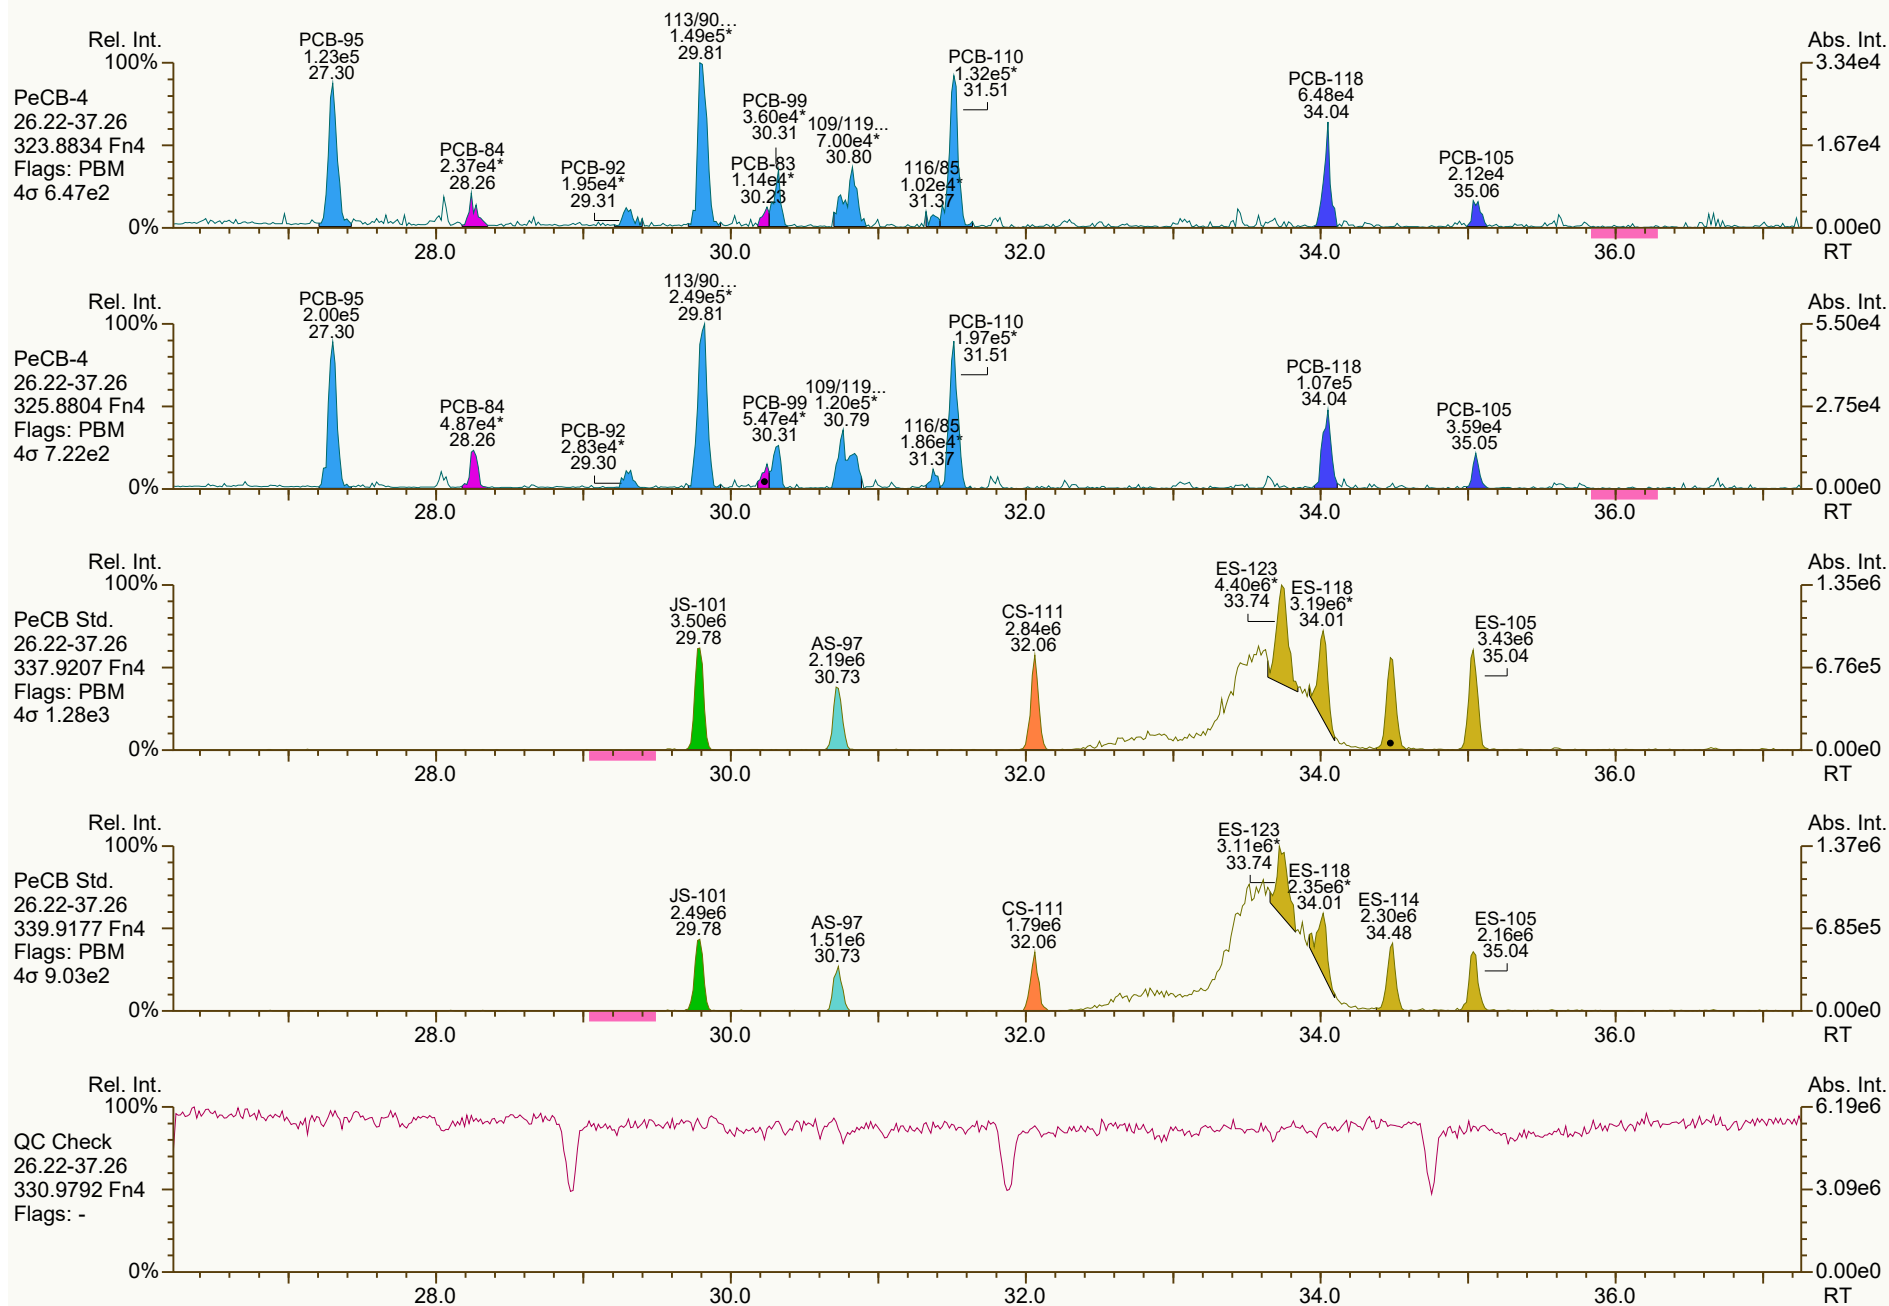 Rel. Int.
100%
0%
PeCB-4
26.22-37.26
323.8834 Fn4
Flags: PBM
4σ 6.47e2
PCB-95
1.23e5
27.30
PCB-84
2.37e4*
28.26
PCB-92
1.95e4*
29.31
113/90...
1.49e5*
29.81
PCB-99
3.60e4*
30.31
PCB-83
1.14e4*
30.23
109/119...
7.00e4*
30.80
116/85
1.02e4*
31.37
PCB-110
1.32e5*
31.51
PCB-118
6.48e4
34.04
PCB-105
2.12e4
35.06
Abs. Int.
3.34e4
1.67e4
0.00e0
28.0 30.0 32.0 34.0 36.0 RT
Rel. Int.
100%
0%
PeCB-4
26.22-37.26
325.8804 Fn4
Flags: PBM
4σ 7.22e2
PCB-95
2.00e5
27.30
PCB-84
4.87e4*
28.26
PCB-92
2.83e4*
29.30
113/90...
2.49e5*
29.81
PCB-99
5.47e4*
30.31
109/119...
1.20e5*
30.79
116/85
1.86e4*
31.37
PCB-110
1.97e5*
31.51
PCB-118
1.07e5
34.04
PCB-105
3.59e4
35.05
Abs. Int.
5.50e4
2.75e4
0.00e0
28.0 30.0 32.0 34.0 36.0 RT
Rel. Int.
100%
0%
PeCB Std.
26.22-37.26
337.9207 Fn4
Flags: PBM
4σ 1.28e3
JS-101
3.50e6
29.78
AS-97
2.19e6
30.73
CS-111
2.84e6
32.06
ES-123
4.40e6*
33.74
ES-118
3.19e6*
34.01
ES-105
3.43e6
35.04
Abs. Int.
1.35e6
6.76e5
0.00e0
28.0 30.0 32.0 34.0 36.0 RT
Rel. Int.
100%
0%
PeCB Std.
26.22-37.26
339.9177 Fn4
Flags: PBM
4σ 9.03e2
JS-101
2.49e6
29.78
AS-97
1.51e6
30.73
CS-111
1.79e6
32.06
ES-123
3.11e6*
33.74
ES-118
2.35e6*
34.01
ES-114
2.30e6
34.48
ES-105
2.16e6
35.04
Abs. Int.
1.37e6
6.85e5
0.00e0
28.0 30.0 32.0 34.0 36.0 RT
Rel. Int.
100%
0%
QC Check
26.22-37.26
330.9792 Fn4
Flags: -
Abs. Int.
6.19e6
3.09e6
0.00e0
28.0 30.0 32.0 34.0 36.0 RT